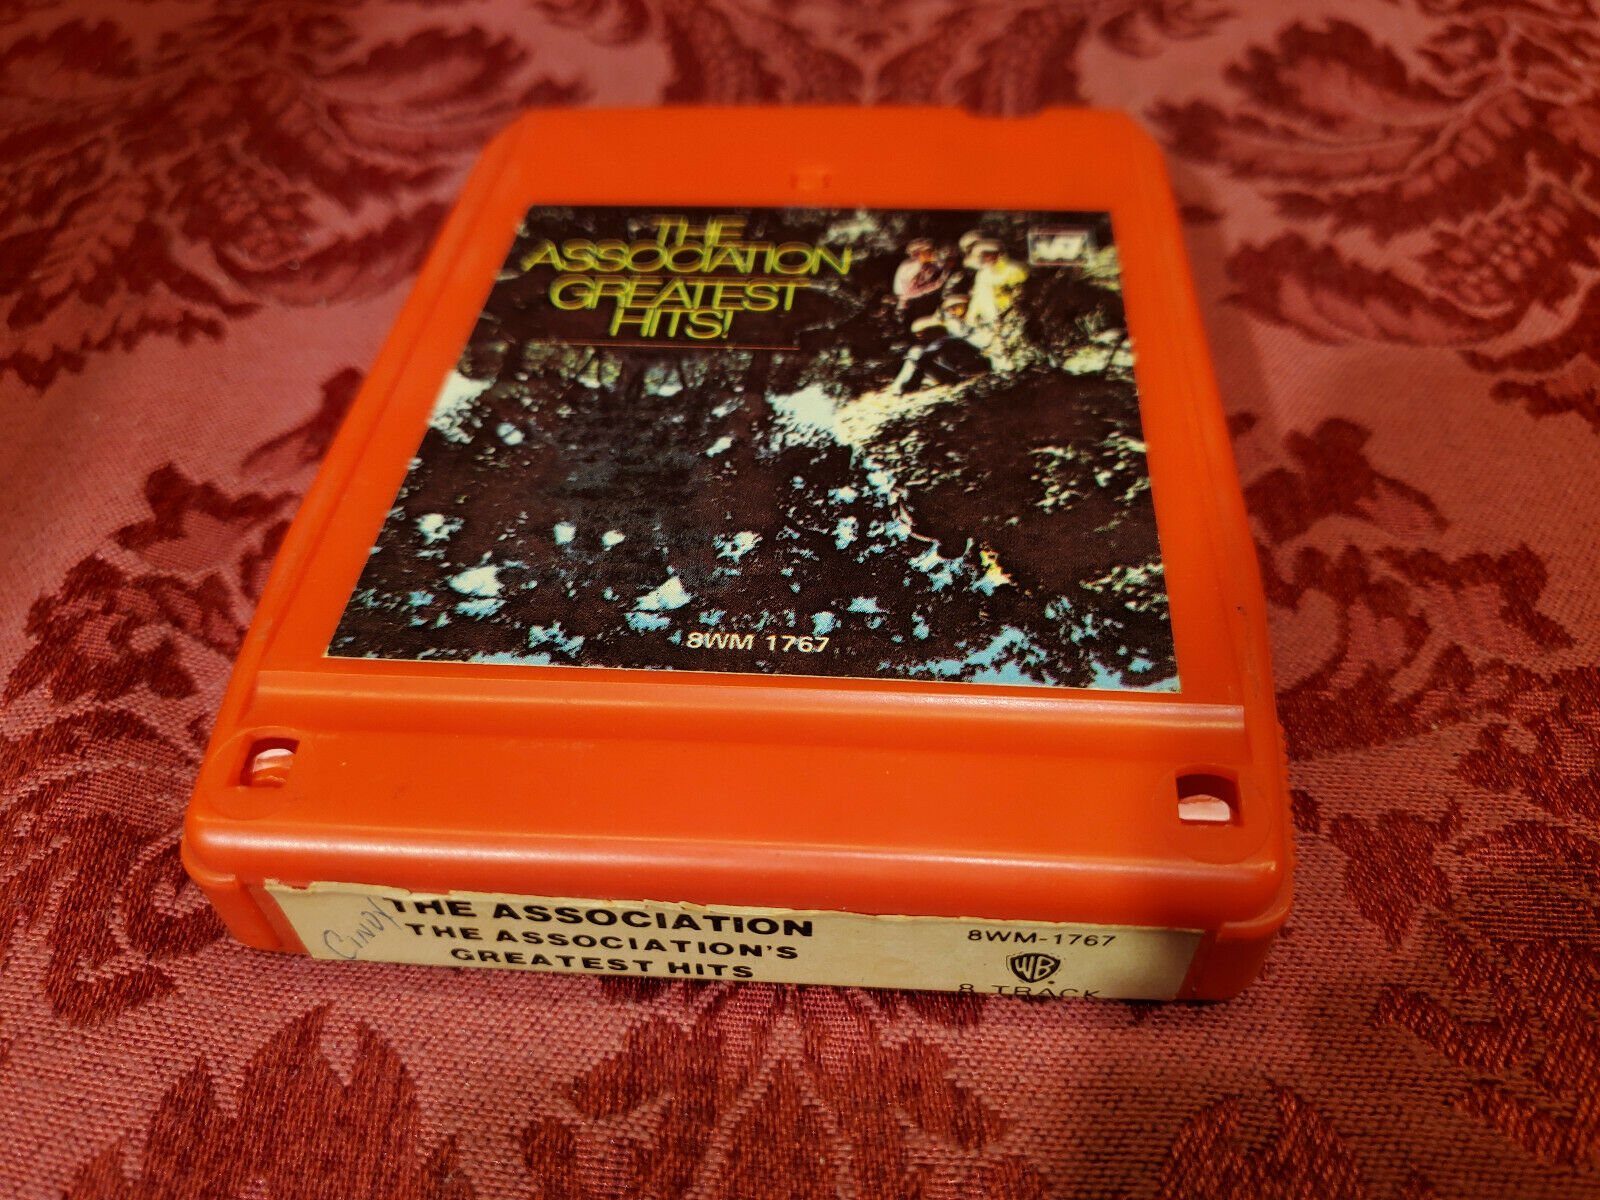 THE
ASSOCIATION
GREATEST
HITS!
8WM 1767
Cindy
THE ASSOCIATION
THE ASSOCIATION'S
GREATEST HITS
8WM-1767
WB
8 TRACK